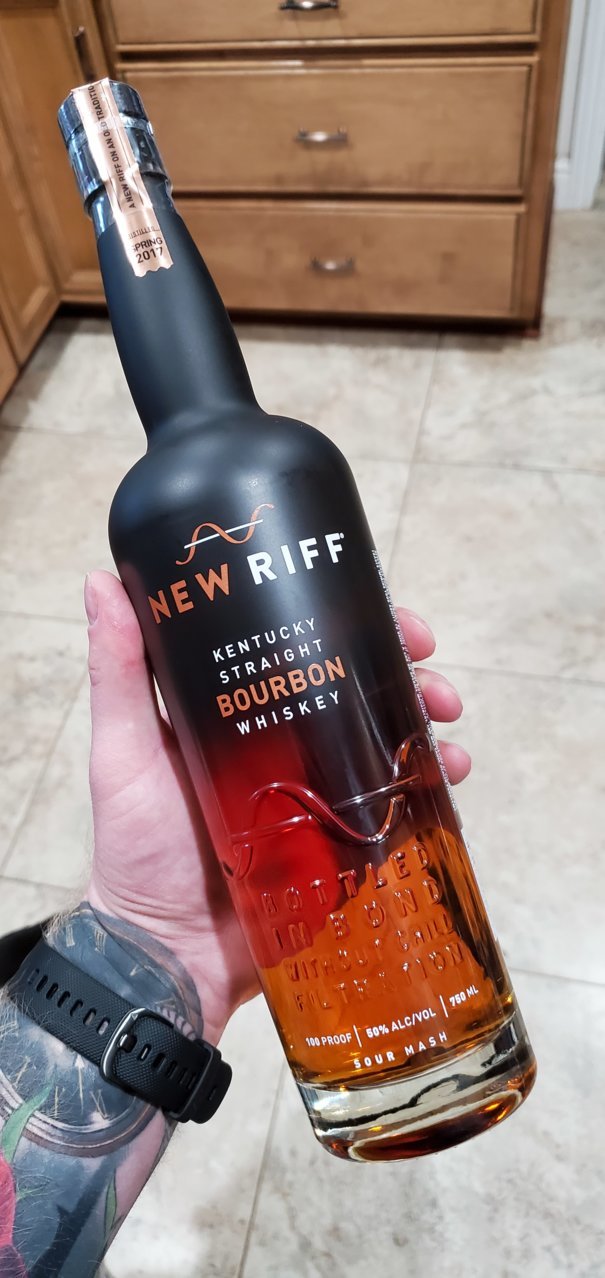 A NEW RIFF ON AN OLD TRADITION
DISTILLED
SPRING
2017
NEW RIFF®
KENTUCKY
STRAIGHT
BOURBON
WHISKEY
BOTTLED
IN BOND
WITHOUT CHILL
FILTRATION
100 PROOF | 50% ALC/VOL | 750 ML
SOUR MASH